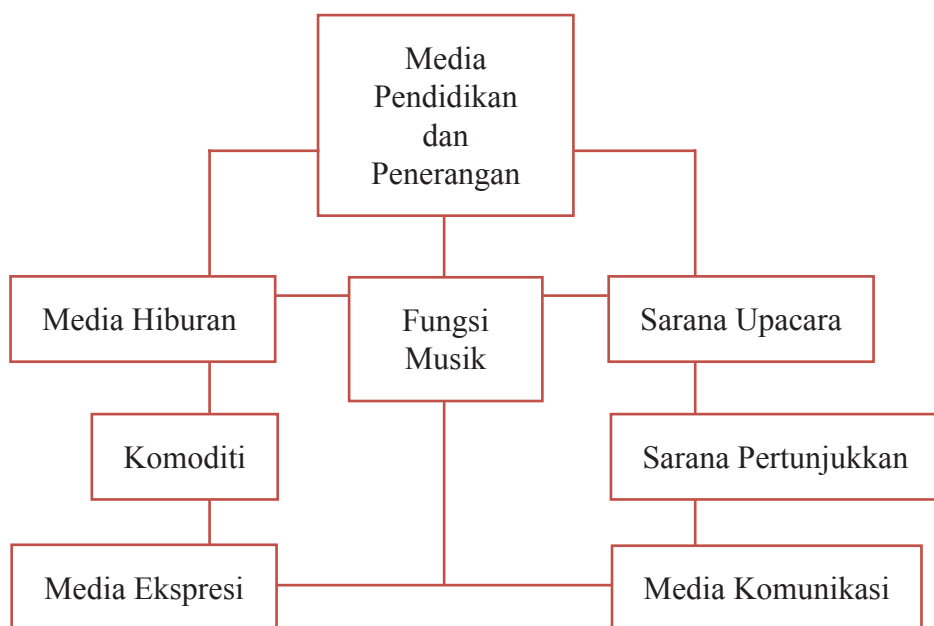 Media
Pendidikan
dan
Penerangan
Media Hiburan
Fungsi
Musik
Sarana Upacara
Komoditi
Sarana Pertunjukkan
Media Ekspresi
Media Komunikasi